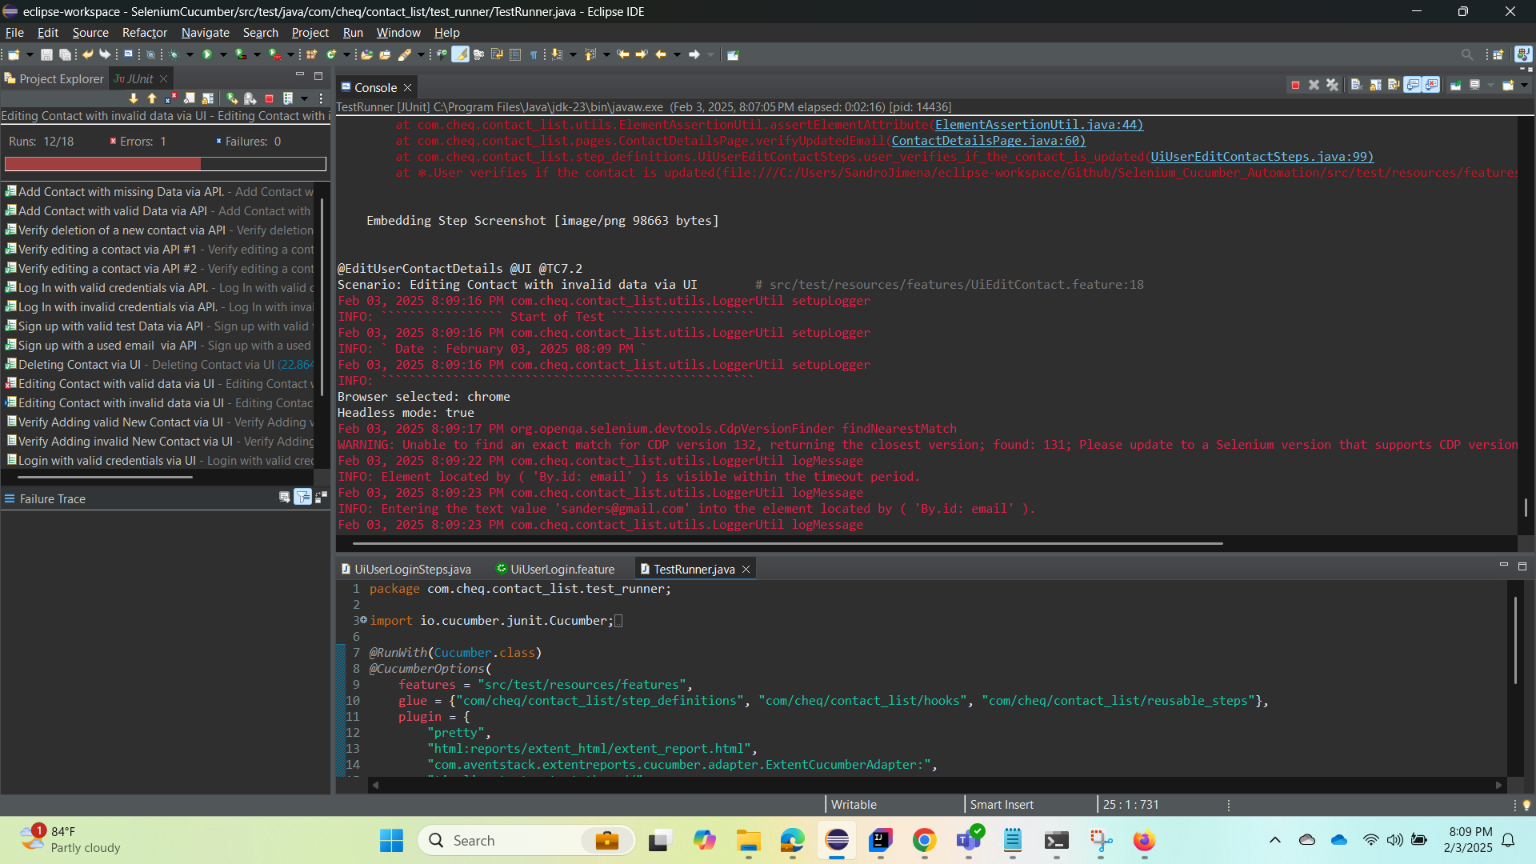 eclipse-workspace - SeleniumCucumber/src/test/java/com/cheq/contact_list/test_runner/TestRunner.java - Eclipse IDE
File Edit Source Refactor Navigate Search Project Run Window Help
Project Explorer
JUnit
Editing Contact with invalid data via UI - Editing Contact with i
Runs: 12/18 Errors: 1 Failures: 0
Add Contact with missing Data via API. - Add Contact w
Add Contact with valid Data via API - Add Contact with
Verify deletion of a new contact via API - Verify deletion
Verify editing a contact via API #1 - Verify editing a cont
Verify editing a contact via API #2 - Verify editing a cont
Log In with valid credentials via API. - Log In with valid
Log In with invalid credentials via API. - Log In with inva
Sign up with valid test Data via API - Sign up with valid
Sign up with a used email  via API - Sign up with a used
Deleting Contact via UI - Deleting Contact via UI (22.864
Editing Contact with valid data via UI - Editing Contact
Editing Contact with invalid data via UI - Editing Contac
Verify Adding valid New Contact via UI - Verify Adding
Verify Adding invalid New Contact via UI - Verify Adding
Login with valid credentials via UI - Login with valid cre
Failure Trace
Console
TestRunner [JUnit] C:\Program Files\Java\jdk-23\bin\javaw.exe (Feb 3, 2025, 8:07:05 PM elapsed: 0:02:16) [pid: 14436]
at com.cheq.contact_list.utils.ElementAssertionUtil.assertElementAttribute(ElementAssertionUtil.java:44)
at com.cheq.contact_list.pages.ContactDetailsPage.verifyUpdatedEmail(ContactDetailsPage.java:60)
at com.cheq.contact_list.step_definitions.UiUserEditContactSteps.user_verifies_if_the_contact_is_updated(UiUserEditContactSteps.java:99)
at ✽.User verifies if the contact is updated(file:///C:/Users/SandroJimena/eclipse-workspace/Github/Selenium_Cucumber_Automation/src/test/resources/features
Embedding Step Screenshot [image/png 98663 bytes]
@EditUserContactDetails @UI @TC7.2
Scenario: Editing Contact with invalid data via UI # src/test/resources/features/UiEditContact.feature:18
Feb 03, 2025 8:09:16 PM com.cheq.contact_list.utils.LoggerUtil setupLogger
INFO: ````````````````` Start of Test ````````````````````
Feb 03, 2025 8:09:16 PM com.cheq.contact_list.utils.LoggerUtil setupLogger
INFO: ` Date : February 03, 2025 08:09 PM `
Feb 03, 2025 8:09:16 PM com.cheq.contact_list.utils.LoggerUtil setupLogger
INFO: ````````````````````````````````````````````````````
Browser selected: chrome
Headless mode: true
Feb 03, 2025 8:09:17 PM org.openqa.selenium.devtools.CdpVersionFinder findNearestMatch
WARNING: Unable to find an exact match for CDP version 132, returning the closest version; found: 131; Please update to a Selenium version that supports CDP version
Feb 03, 2025 8:09:22 PM com.cheq.contact_list.utils.LoggerUtil logMessage
INFO: Element located by ( 'By.id: email' ) is visible within the timeout period.
Feb 03, 2025 8:09:23 PM com.cheq.contact_list.utils.LoggerUtil logMessage
INFO: Entering the text value 'sanders@gmail.com' into the element located by ( 'By.id: email' ).
Feb 03, 2025 8:09:23 PM com.cheq.contact_list.utils.LoggerUtil logMessage
UiUserLoginSteps.java UiUserLogin.feature TestRunner.java
1 package com.cheq.contact_list.test_runner;
2
3 import io.cucumber.junit.Cucumber;
6
7 @RunWith(Cucumber.class)
8 @CucumberOptions(
9 features = "src/test/resources/features",
10 glue = {"com/cheq/contact_list/step_definitions", "com/cheq/contact_list/hooks", "com/cheq/contact_list/reusable_steps"},
11 plugin = {
12 "pretty",
13 "html:reports/extent_html/extent_report.html",
14 "com.aventstack.extentreports.cucumber.adapter.ExtentCucumberAdapter:",
Writable Smart Insert 25 : 1 : 731
1
84°F
Partly cloudy
Search
8:09 PM
2/3/2025